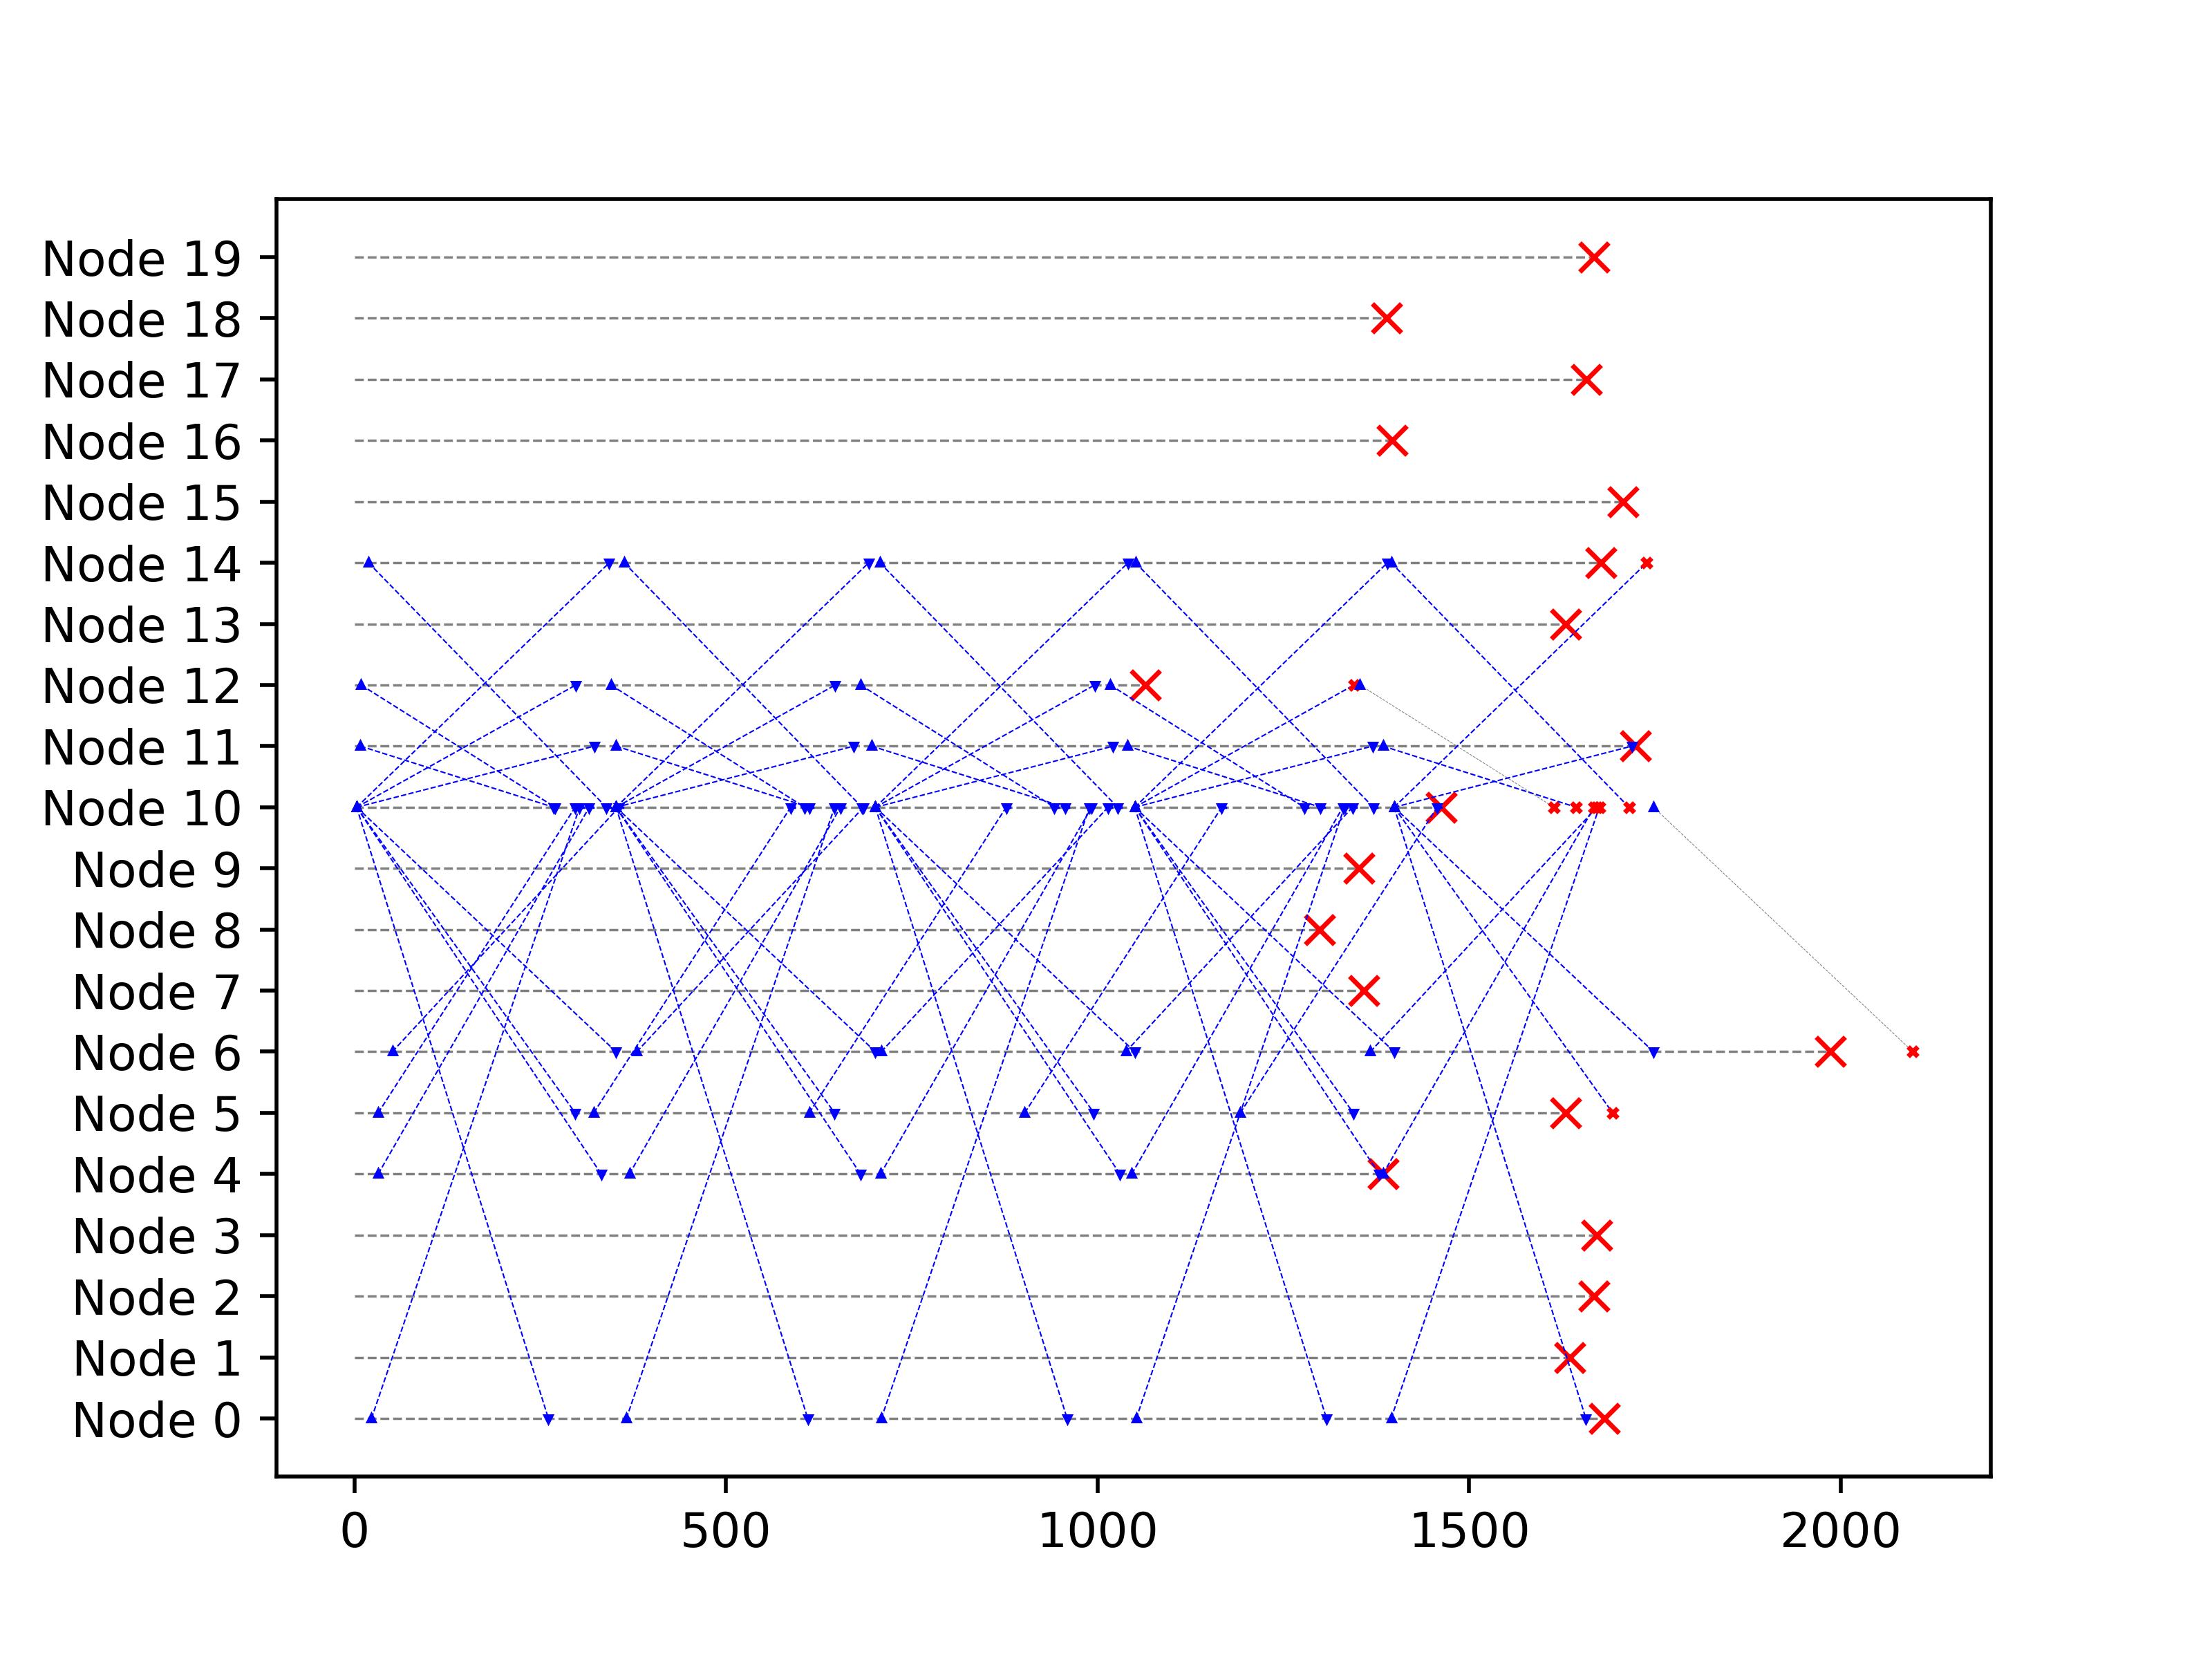 Node 19
Node 18
Node 17
Node 16
Node 15
Node 14
Node 13
Node 12
Node 11
Node 10
Node 9
Node 8
Node 7
Node 6
Node 5
Node 4
Node 3
Node 2
Node 1
Node 0
0 500 1000 1500 2000